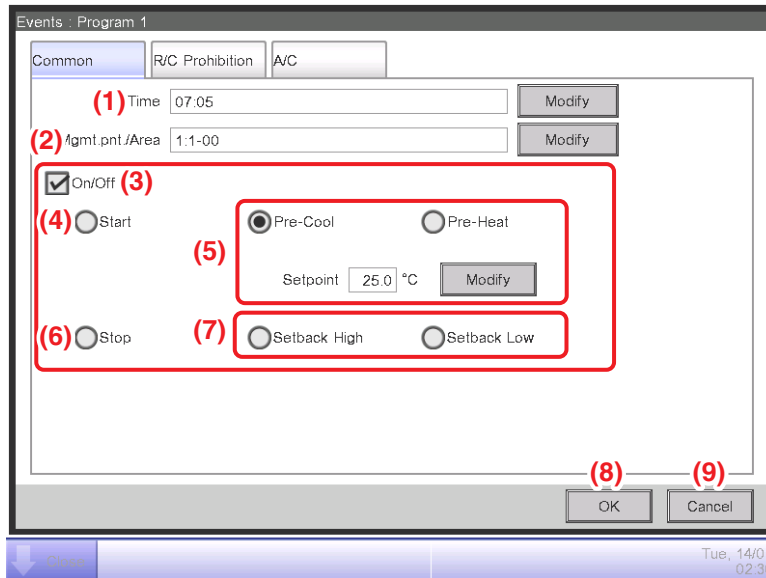 Events : Program 1
Common R/C Prohibition A/C
(1) Time 07:05 Modify
(2) Mgmt.pnt./Area 1:1-00 Modify
On/Off (3)
(4) Start Pre-Cool Pre-Heat
(5)
Setpoint 25.0 °C Modify
(6) Stop (7) Setback High Setback Low
(8) (9)
OK Cancel
Tue, 14/0
02:3